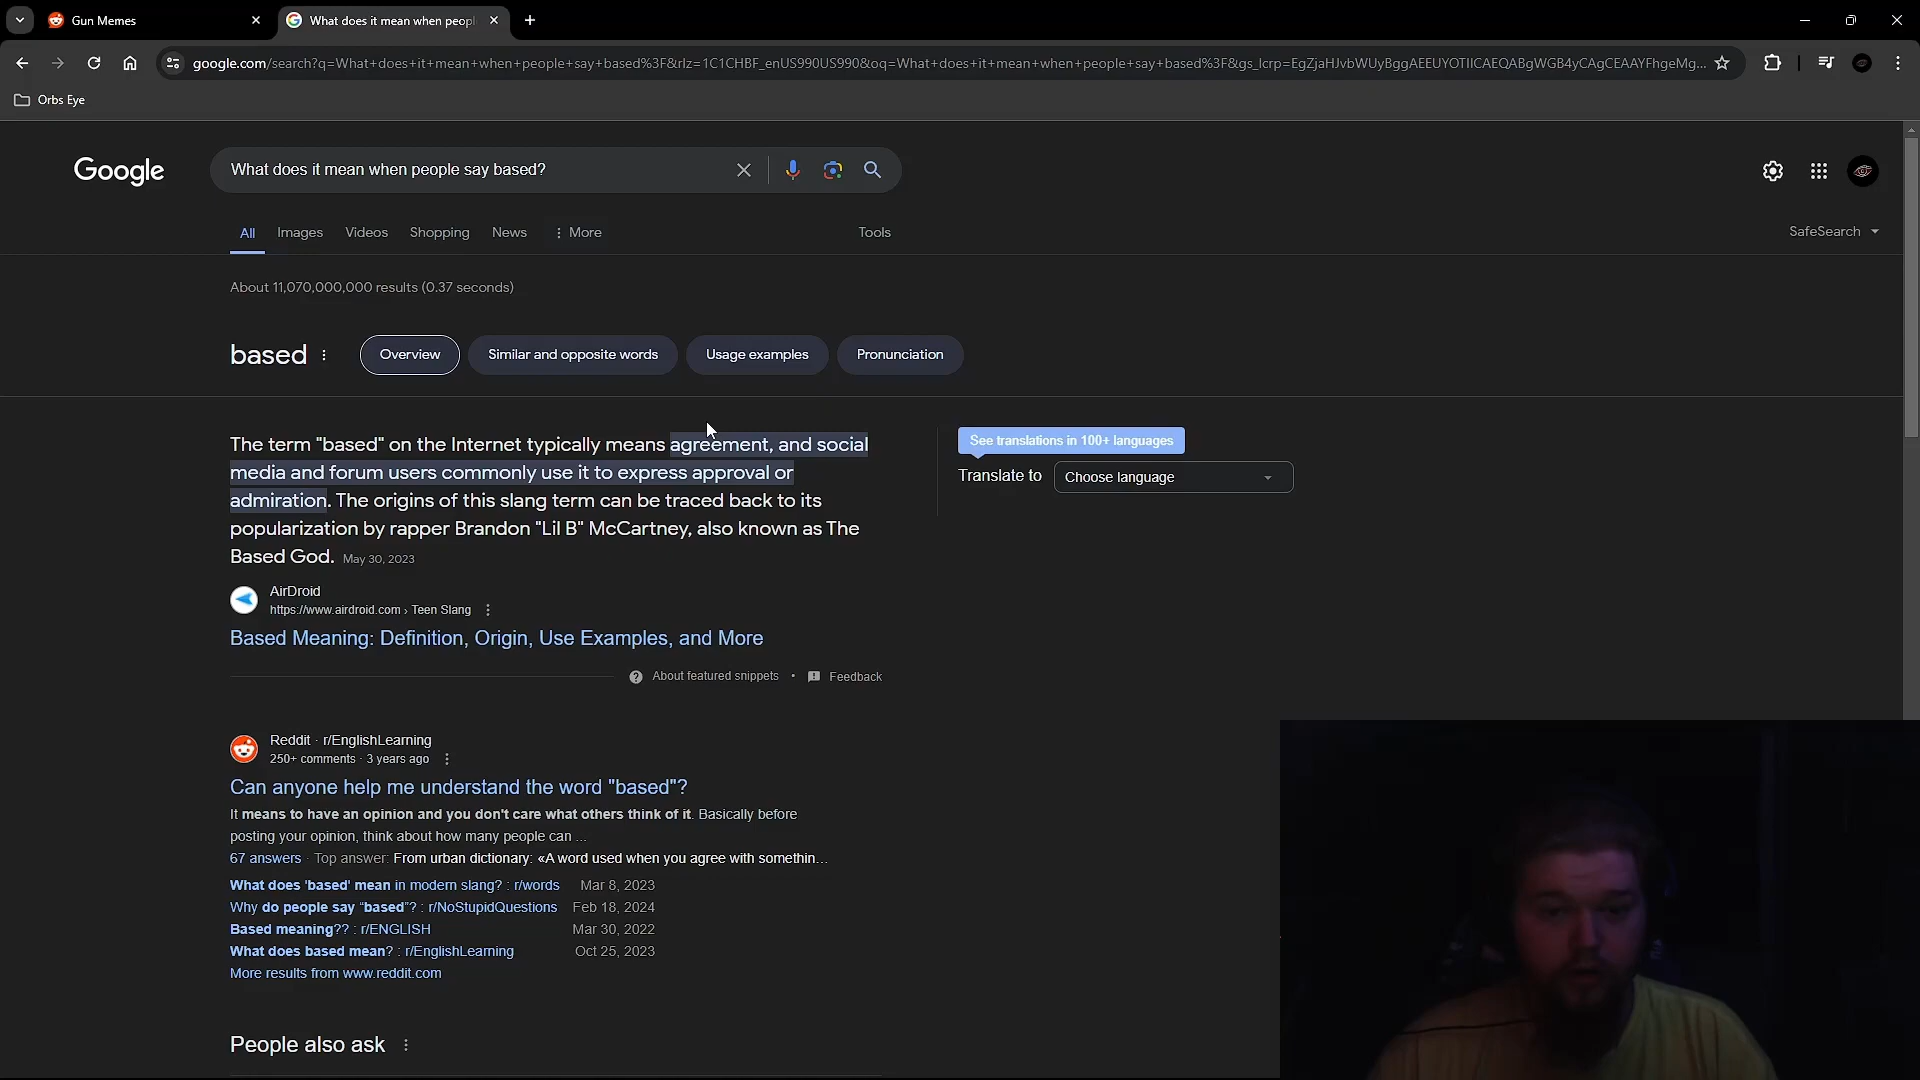 Gun Memes
What does it mean when peopl
google.com/search?q=What+does+it+mean+when+people+say+based%3F&rlz=1C1CHBF_enUS990US990&oq=What+does+it+mean+when+people+say+based%3F&gs_lcrp=EgZjaHJvbWUyBggAEEUYOTIICAEQABgWGB4yCAgCEAAYFhgeMg...
Orbs Eye
Google
What does it mean when people say based?
All Images Videos Shopping News More Tools SafeSearch
About 11,070,000,000 results (0.37 seconds)
based Overview Similar and opposite words Usage examples Pronunciation
The term "based" on the Internet typically means agreement, and social
media and forum users commonly use it to express approval or
admiration. The origins of this slang term can be traced back to its
popularization by rapper Brandon "Lil B" McCartney, also known as The
Based God. May 30, 2023
See translations in 100+ languages
Translate to Choose language
AirDroid
https://www.airdroid.com › Teen Slang
Based Meaning: Definition, Origin, Use Examples, and More
About featured snippets • Feedback
Reddit · r/EnglishLearning
250+ comments · 3 years ago
Can anyone help me understand the word "based"?
It means to have an opinion and you don't care what others think of it. Basically before
posting your opinion, think about how many people can ...
67 answers · Top answer: From urban dictionary: «A word used when you agree with somethin...
What does 'based' mean in modern slang? : r/words Mar 8, 2023
Why do people say "based"? : r/NoStupidQuestions Feb 18, 2024
Based meaning?? : r/ENGLISH Mar 30, 2022
What does based mean? : r/EnglishLearning Oct 25, 2023
More results from www.reddit.com
People also ask